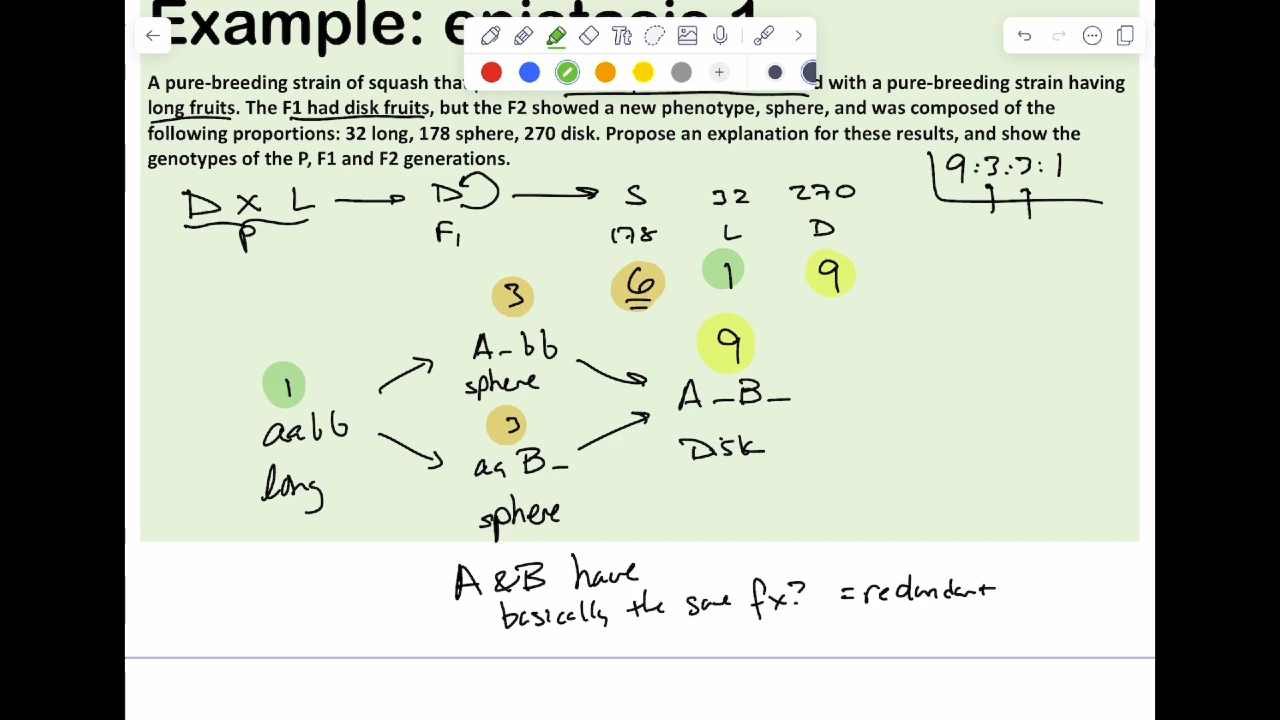 Example: epistasis 1
Tt
A pure-breeding strain of squash that d with a pure-breeding strain having
long fruits. The F1 had disk fruits, but the F2 showed a new phenotype, sphere, and was composed of the
following proportions: 32 long, 178 sphere, 270 disk. Propose an explanation for these results, and show the
genotypes of the P, F1 and F2 generations.
9:3:3:1
D x L → D → S 32 270
P F1 178 L D
6 1 9
3
9
A-bb
sphere
1
A-B-
Disk
3
aabb
aaB-
long
sphere
A & B have
basically the same fx? = redundant